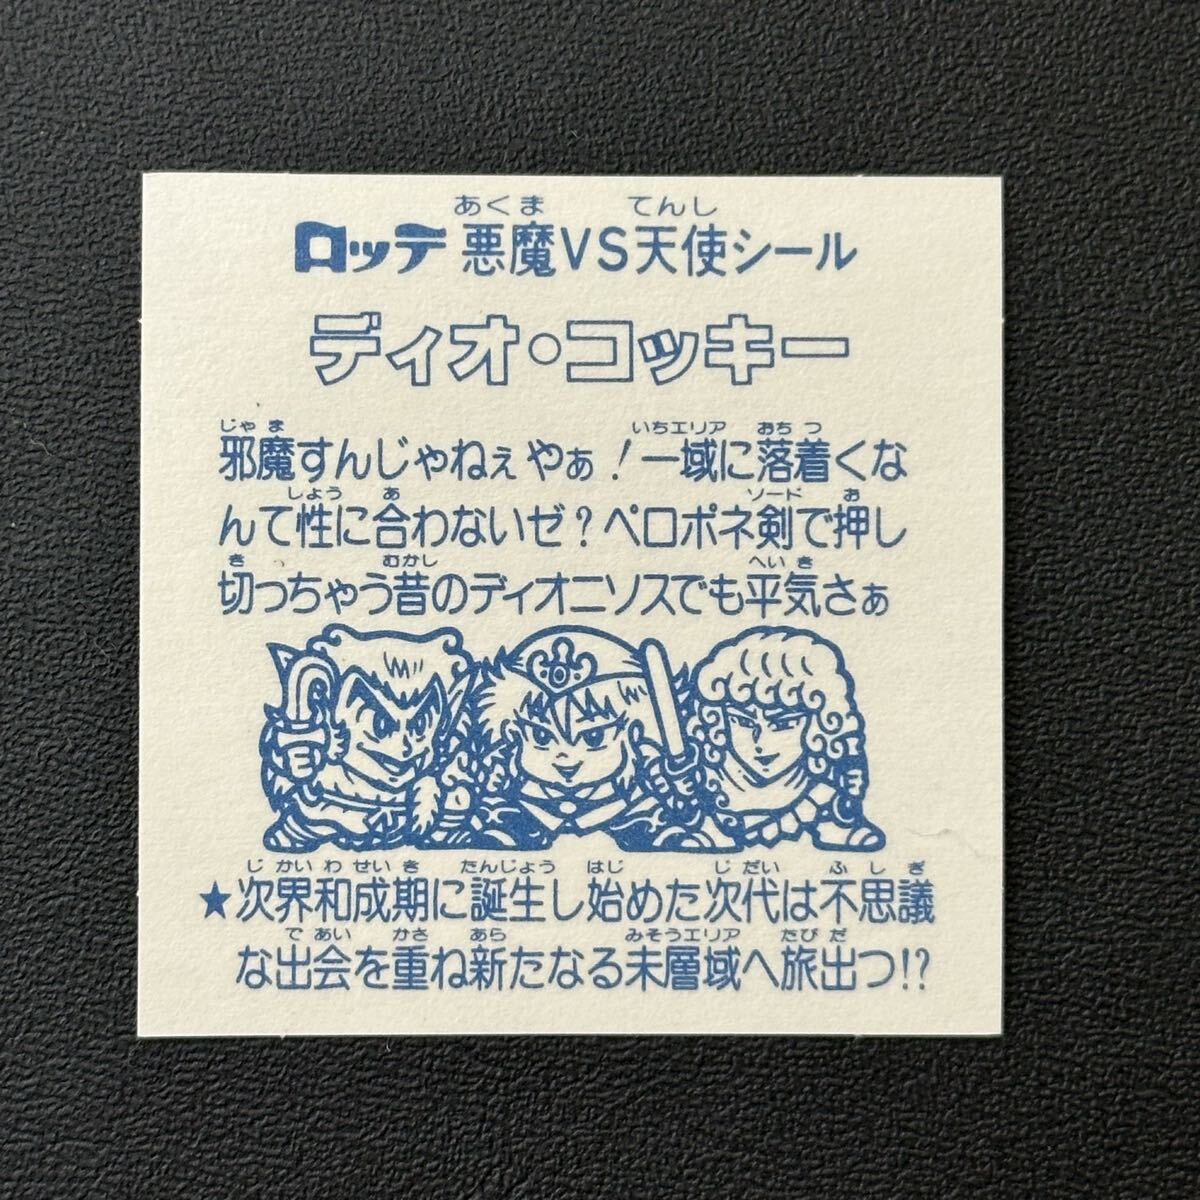 あくま てんし
ロッテ 悪魔VS天使シール
ディオ・コッキー
じゃま いちエリア おちつ
邪魔すんじゃねぇやぁ!一域に落着くな
しょう あ ソード お
んて性に合わないゼ?ペロポネ剣で押し
き むかし へいき
切っちゃう昔のディオニソスでも平気さぁ
じかいわせいき たんじょう はじ じだい ふしぎ
★次界和成期に誕生し始めた次代は不思議
であい かさ あら みそうエリア たびだ
な出会を重ね新たなる未層域へ旅出つ!?